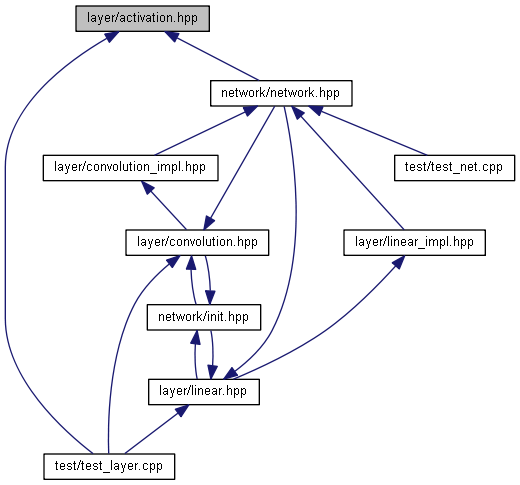 layer/activation.hpp
network/network.hpp
layer/convolution_impl.hpp
test/test_net.cpp
layer/convolution.hpp
layer/linear_impl.hpp
network/init.hpp
layer/linear.hpp
test/test_layer.cpp